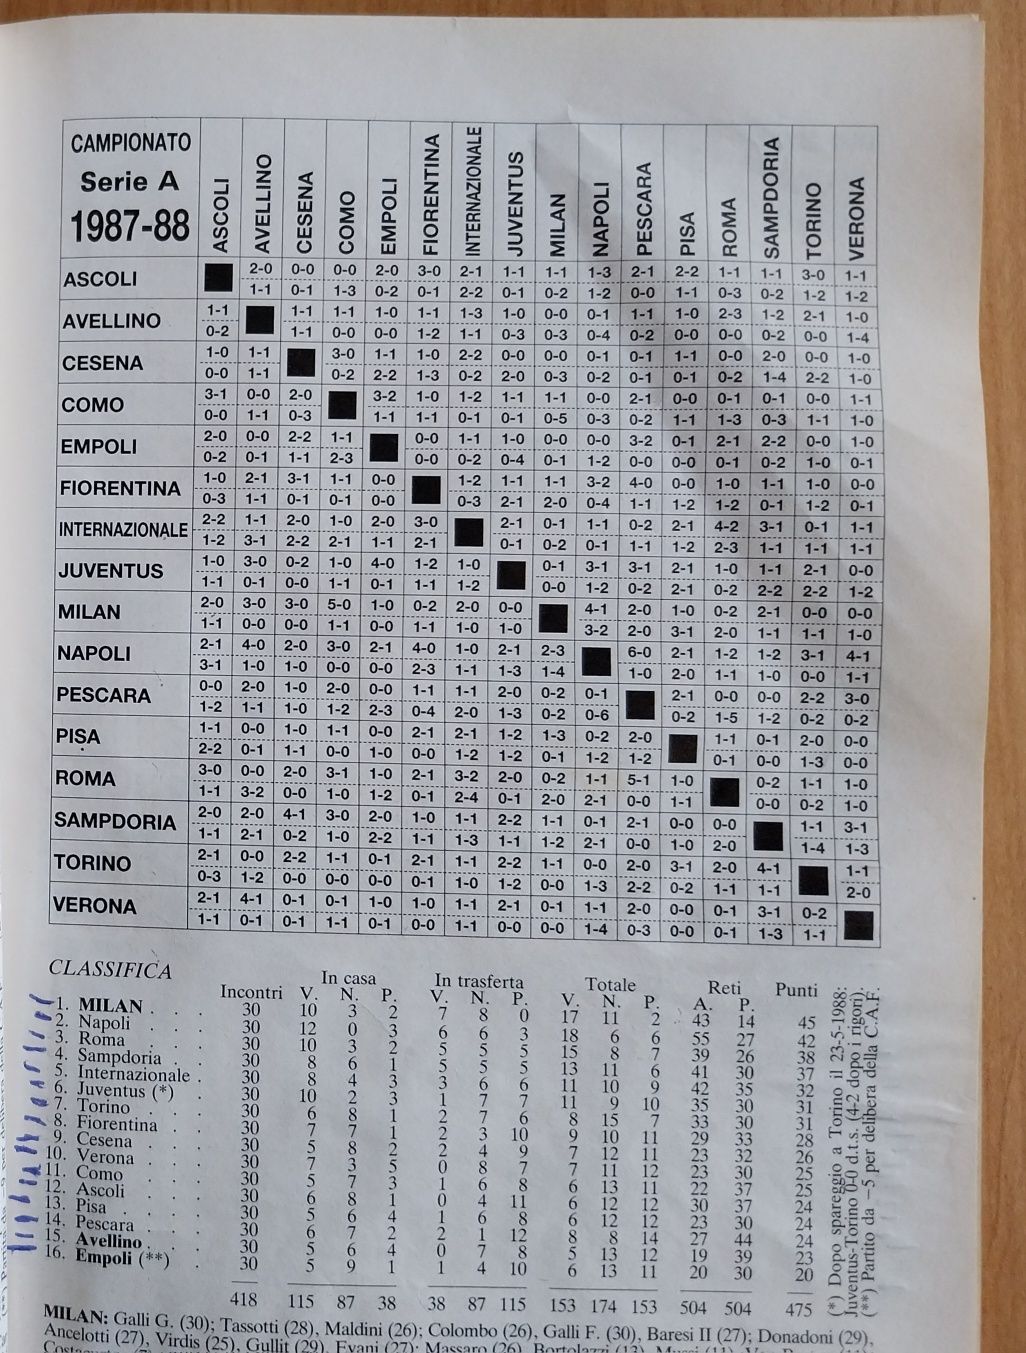 CAMPIONATO
Serie A
1987-88
ASCOLI AVELLINO CESENA COMO EMPOLI FIORENTINA INTERNAZIONALE JUVENTUS MILAN NAPOLI PESCARA PISA ROMA SAMPDORIA TORINO VERONA
ASCOLI 2-0 0-0 0-0 2-0 3-0 2-1 1-1 1-1 1-3 2-1 2-2 1-1 1-1 3-0 1-1
1-1 0-1 1-3 0-2 0-1 2-2 0-1 0-2 1-2 0-0 1-1 0-3 0-2 1-2 1-2
AVELLINO 1-1 1-1 1-1 1-0 1-1 1-3 1-0 0-0 0-1 1-1 1-0 2-3 1-2 2-1 1-0
0-2 1-1 0-0 0-0 1-2 1-1 0-3 0-3 0-4 0-2 0-0 0-0 0-2 0-0 1-4
CESENA 1-0 1-1 3-0 1-1 1-0 2-2 0-0 0-0 0-1 0-1 1-1 0-0 2-0 0-0 1-0
0-0 1-1 0-2 2-2 1-3 0-2 2-0 0-3 0-2 0-1 0-1 0-2 1-4 2-2 1-0
COMO 3-1 0-0 2-0 3-2 1-0 1-2 1-1 1-1 0-0 2-1 0-0 0-1 0-1 0-0 1-1
0-0 1-1 0-3 1-1 1-1 0-1 0-1 0-5 0-3 0-2 1-1 1-3 0-3 1-1 1-0
EMPOLI 2-0 0-0 2-2 1-1 0-0 1-1 1-0 0-0 0-0 3-2 0-1 2-1 2-2 0-0 1-0
0-2 0-1 1-1 2-3 0-0 0-2 0-4 0-1 1-2 0-0 0-0 0-1 0-2 1-0 0-1
FIORENTINA 1-0 2-1 3-1 1-1 0-0 1-2 1-1 1-1 3-2 4-0 0-0 1-0 1-1 1-0 0-0
0-3 1-1 0-1 0-1 0-0 0-3 2-1 2-0 0-4 1-1 1-2 1-2 0-1 1-2 0-1
INTERNAZIONALE 2-2 1-1 2-0 1-0 2-0 3-0 2-1 0-1 1-1 0-2 2-1 4-2 3-1 0-1 1-1
1-2 3-1 2-2 2-1 1-1 2-1 0-1 0-2 0-1 1-1 1-2 2-3 1-1 1-1 1-1
JUVENTUS 1-0 3-0 0-2 1-0 4-0 1-2 1-0 0-1 3-1 3-1 2-1 1-0 1-1 2-1 0-0
1-1 0-1 0-0 1-1 0-1 1-1 1-2 0-0 1-2 0-2 2-1 0-2 2-2 2-2 1-2
MILAN 2-0 3-0 3-0 5-0 1-0 0-2 2-0 0-0 4-1 2-0 1-0 0-2 2-1 0-0 0-0
1-1 0-0 0-0 1-1 0-0 1-1 1-0 1-0 3-2 2-0 3-1 2-0 1-1 1-1 1-0
NAPOLI 2-1 4-0 2-0 3-0 2-1 4-0 1-0 2-1 2-3 6-0 2-1 1-2 1-2 3-1 4-1
3-1 1-0 1-0 0-0 0-0 2-3 1-1 1-3 1-4 1-0 2-0 1-1 1-0 0-0 1-1
PESCARA 0-0 2-0 1-0 2-0 0-0 1-1 1-1 2-0 0-2 0-1 2-1 0-0 0-0 2-2 3-0
1-2 1-1 1-0 1-2 2-3 0-4 2-0 1-3 0-2 0-6 0-2 1-5 1-2 0-2 0-2
PISA 1-1 0-0 1-0 1-1 0-0 2-1 2-1 1-2 1-3 0-2 2-0 1-1 0-1 2-0 0-0
2-2 0-1 1-1 0-0 1-0 0-0 1-2 1-2 0-1 1-2 1-2 0-1 0-0 1-3 0-0
ROMA 3-0 0-0 2-0 3-1 1-0 2-1 3-2 2-0 0-2 1-1 5-1 1-0 0-2 1-1 1-0
1-1 3-2 0-0 1-0 1-2 0-1 2-4 0-1 2-0 2-1 0-0 1-1 0-0 0-2 1-0
SAMPDORIA 2-0 2-0 4-1 3-0 2-0 1-0 1-1 2-2 1-1 0-1 2-1 0-0 0-0 1-1 3-1
1-1 2-1 0-2 1-0 2-2 1-1 1-3 1-1 1-2 2-1 0-0 1-0 2-0 1-4 1-3
TORINO 2-1 0-0 2-2 1-1 0-1 2-1 1-1 2-2 1-1 0-0 2-0 3-1 2-0 4-1 1-1
0-3 1-2 0-0 0-0 0-0 0-1 1-0 1-2 0-0 1-3 2-2 0-2 1-1 1-1 2-0
VERONA 2-1 4-1 0-1 0-1 1-0 1-0 1-1 2-1 0-1 1-1 2-0 0-0 0-1 3-1 0-2
1-1 0-1 0-1 1-1 0-1 0-0 1-1 0-0 0-0 1-4 0-3 0-0 0-1 1-3 1-1
CLASSIFICA
In casa In trasferta Totale Reti Punti
Incontri V. N. P. V. N. P. V. N. P. A. P.
1. MILAN . . . 30 10 3 2 7 8 0 17 11 2 43 14 45
2. Napoli . . . 30 12 0 3 6 6 3 18 6 6 55 27 42
3. Roma . . . 30 10 3 2 5 5 5 15 8 7 39 26 38
4. Sampdoria . . 30 8 6 1 5 5 5 13 11 6 41 30 37
5. Internazionale . 30 8 4 3 3 6 6 11 10 9 42 35 32
6. Juventus (*) . 30 10 2 3 1 7 7 11 9 10 35 30 31
7. Torino . . . 30 6 8 1 2 7 6 8 15 7 33 30 31
8. Fiorentina . . 30 7 7 1 2 3 10 9 10 11 29 33 28
9. Cesena . . . 30 5 8 2 2 4 9 7 12 11 23 32 26
10. Verona . . . 30 7 3 5 0 8 7 7 11 12 23 30 25
11. Como . . . 30 5 7 3 1 6 8 6 13 11 22 37 25
12. Ascoli . . . 30 6 8 1 0 4 11 6 12 12 30 37 24
13. Pisa . . . 30 5 6 4 1 6 8 6 12 12 23 30 24
14. Pescara . . . 30 6 7 2 2 1 12 8 8 14 27 44 24
15. Avellino . . 30 5 6 4 0 7 8 5 13 12 19 39 23
16. Empoli (**) . 30 5 9 1 1 4 10 6 13 11 20 30 20
418 115 87 38 38 87 115 153 174 153 504 504 475
(*) Dopo spareggio a Torino il 23-5-1988:
Juventus-Torino 0-0 d.t.s. (4-2 dopo i rigori).
(**) Partito da −5 per delibera della C.A.F.
MILAN: Galli G. (30); Tassotti (28), Maldini (26); Colombo (26), Galli F. (30), Baresi II (27); Donadoni (29),
Ancelotti (27), Virdis (25), Gullit (29), Evani (27); Massaro (26), Bortolazzi (13), Mussi (11),